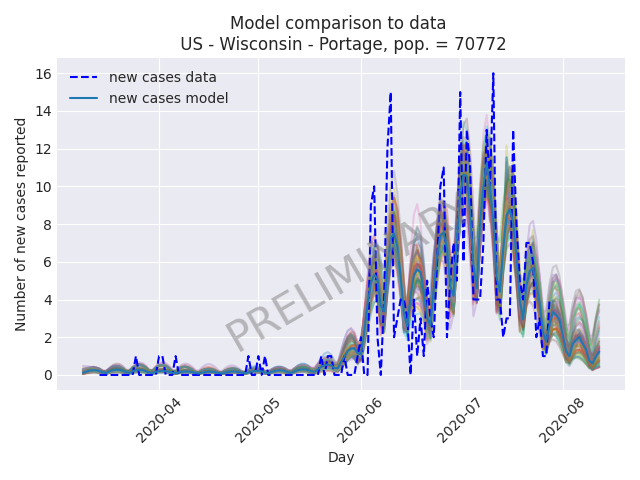 Model comparison to data
US - Wisconsin - Portage, pop. = 70772
new cases data
new cases model
16
14
12
10
8
6
4
2
0
Number of new cases reported
PRELIMINARY
2020-04
2020-05
2020-06
2020-07
2020-08
Day